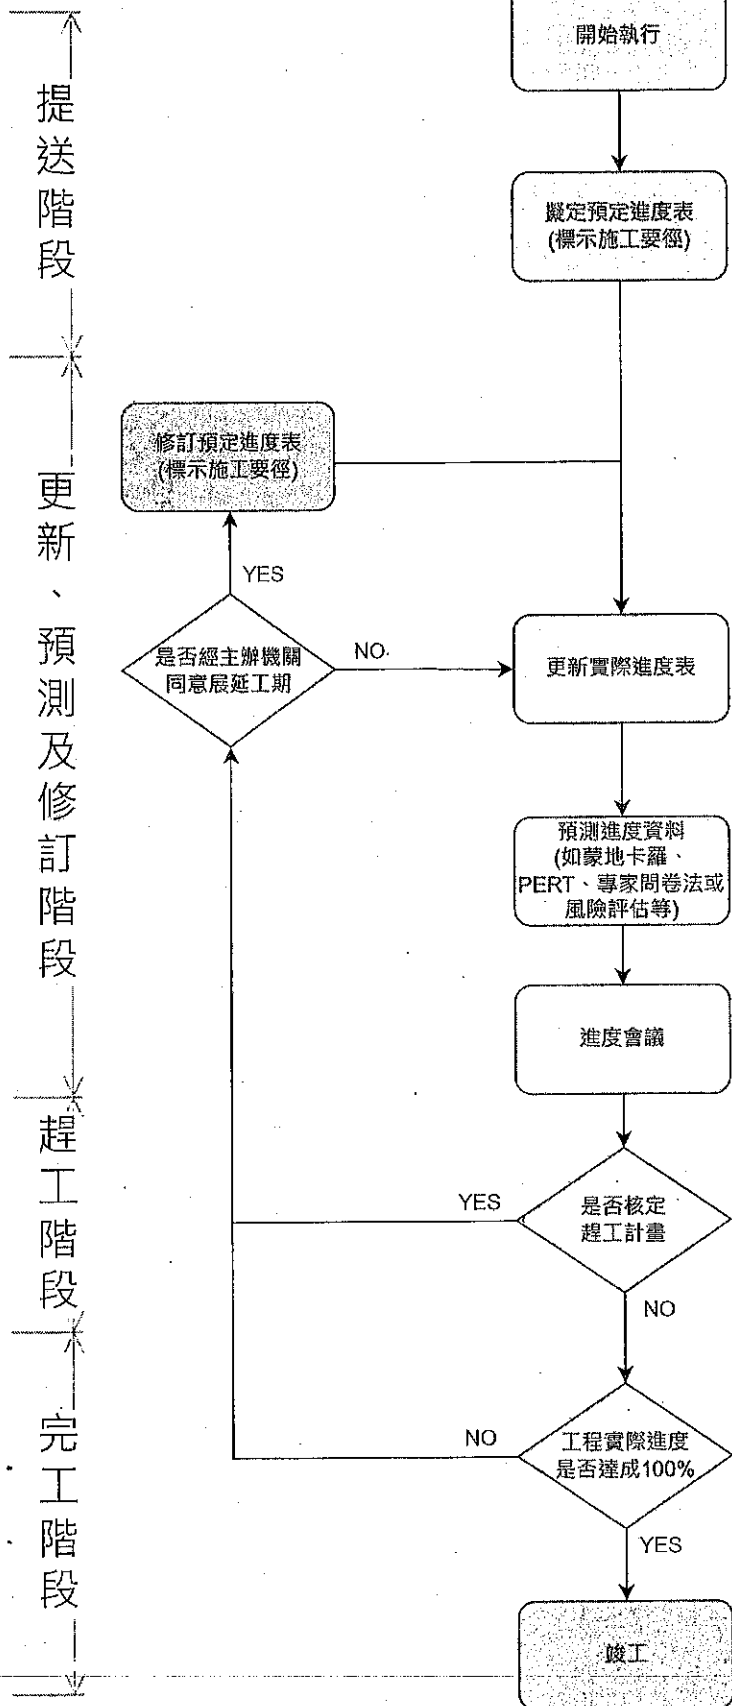 開始執行
提送階段
擬定預定進度表
(標示施工要徑)
修訂預定進度表
(標示施工要徑)
更新、預測及修訂階段
YES
是否經主辦機關
同意展延工期
NO
更新實際進度表
預測進度資料
(如蒙地卡羅、
PERT、專家問卷法或
風險評估等)
進度會議
趕工階段
YES
是否核定
趕工計畫
NO
完工階段
NO
工程實際進度
是否達成100%
YES
竣工